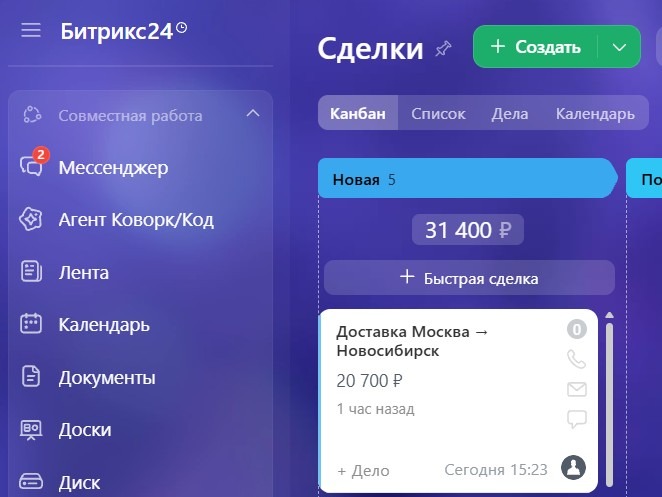 Битрикс24
Совместная работа
2
Мессенджер
Агент Коворк/Код
Лента
Календарь
Документы
Доски
Диск
Сделки
+ Создать
Канбан Список Дела Календарь
Новая 5
По
31 400 ₽
+ Быстрая сделка
Доставка Москва →
Новосибирск
0
20 700 ₽
1 час назад
+ Дело Сегодня 15:23